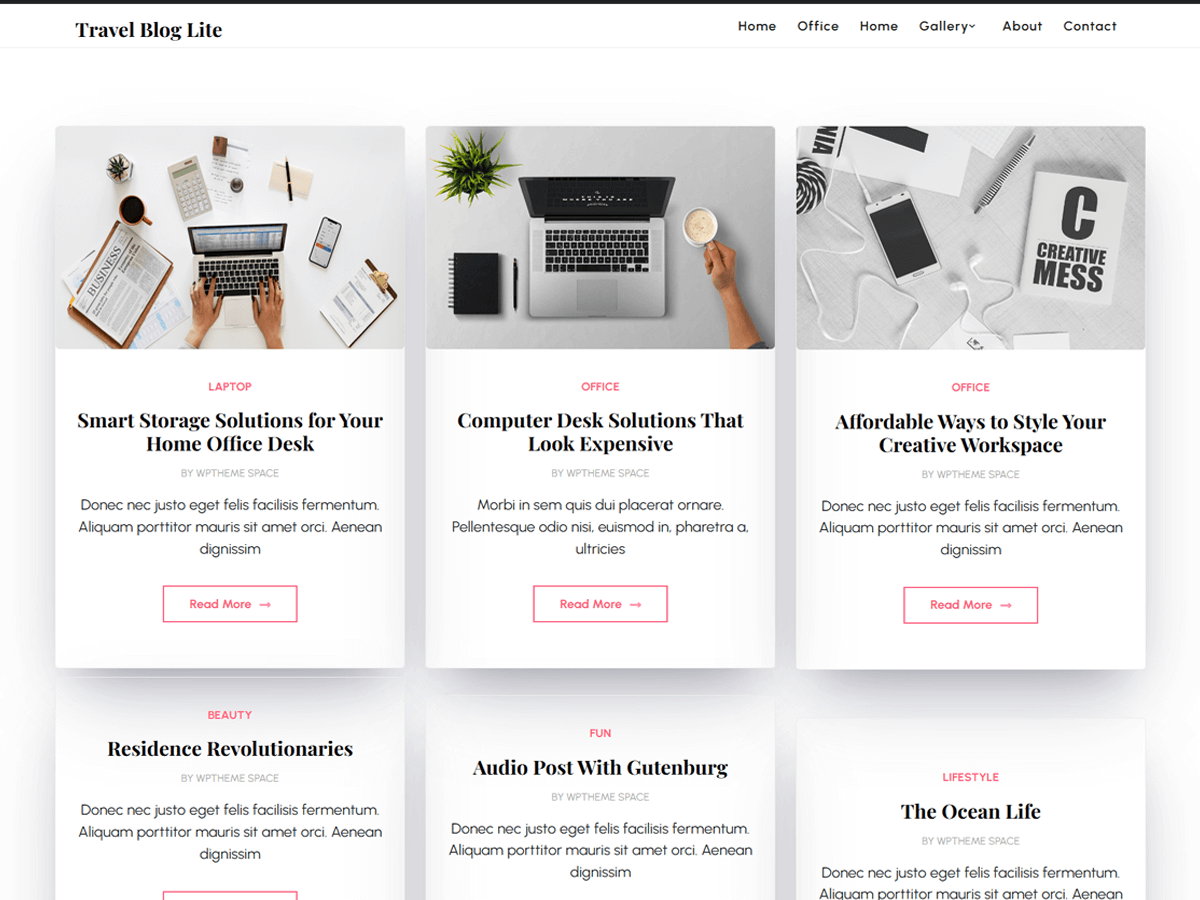 Travel Blog Lite
Home Office Home Gallery About Contact
BUSINESS
C
CREATIVE
MESS
LAPTOP
Smart Storage Solutions for Your
Home Office Desk
BY WPTHEME SPACE
Donec nec justo eget felis facilisis fermentum.
Aliquam porttitor mauris sit amet orci. Aenean
dignissim
Read More →
OFFICE
Computer Desk Solutions That
Look Expensive
BY WPTHEME SPACE
Morbi in sem quis dui placerat ornare.
Pellentesque odio nisi, euismod in, pharetra a,
ultricies
Read More →
OFFICE
Affordable Ways to Style Your
Creative Workspace
BY WPTHEME SPACE
Donec nec justo eget felis facilisis fermentum.
Aliquam porttitor mauris sit amet orci. Aenean
dignissim
Read More →
BEAUTY
Residence Revolutionaries
BY WPTHEME SPACE
Donec nec justo eget felis facilisis fermentum.
Aliquam porttitor mauris sit amet orci. Aenean
dignissim
FUN
Audio Post With Gutenburg
BY WPTHEME SPACE
Donec nec justo eget felis facilisis fermentum.
Aliquam porttitor mauris sit amet orci. Aenean
dignissim
LIFESTYLE
The Ocean Life
BY WPTHEME SPACE
Donec nec justo eget felis facilisis fermentum.
Aliquam porttitor mauris sit amet orci. Aenean